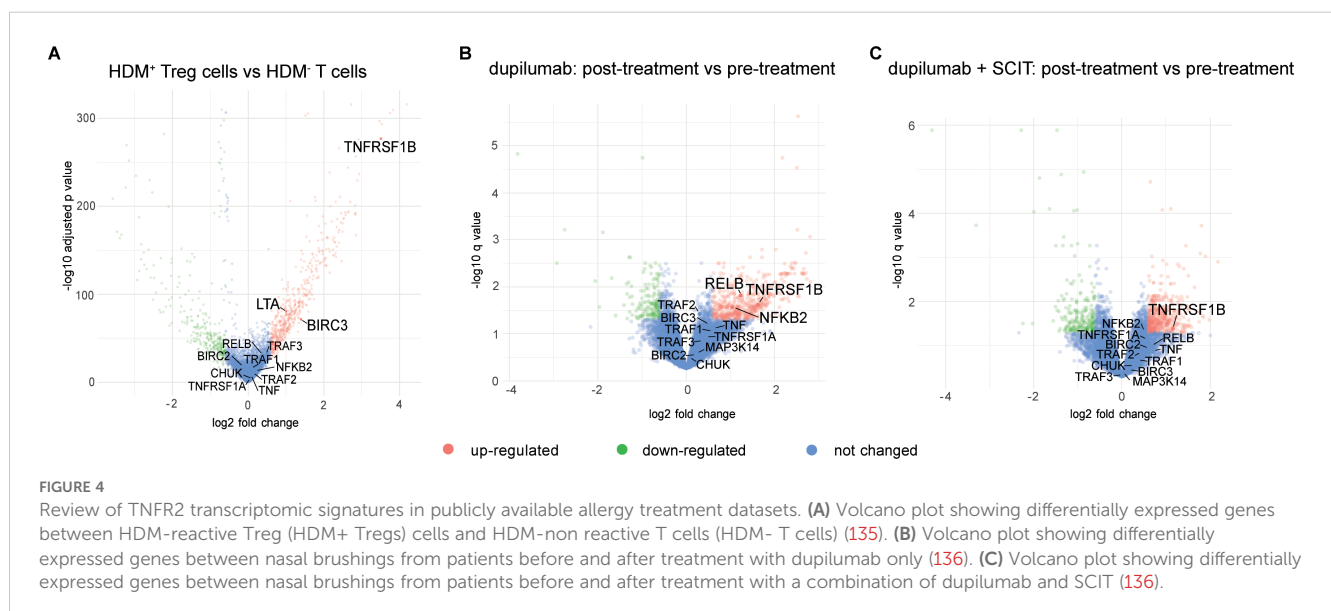 A
HDM+ Treg cells vs HDM- T cells
-log10 adjusted p value
300
200
100
0
TNFRSF1B
LTA
BIRC3
RELB
TRAF3
BIRC2
TRAF1
NFKB2
CHUK
TRAF2
TNFRSF1A
TNF
-2
0
2
4
log2 fold change
B
dupilumab: post-treatment vs pre-treatment
-log10 q value
5
4
3
2
1
0
RELB
TNFRSF1B
TRAF2
NFKB2
BIRC3
TNF
TRAF1
TNFRSF1A
TRAF3
MAP3K14
BIRC2
CHUK
-4
-2
0
2
log2 fold change
C
dupilumab + SCIT: post-treatment vs pre-treatment
-log10 q value
6
4
2
0
TNFRSF1B
NFKB2
TNFRSF1A
RELB
BIRC2
TNF
TRAF2
TRAF1
CHUK
BIRC3
TRAF3
MAP3K14
-4
-2
0
2
log2 fold change
up-regulated
down-regulated
not changed
FIGURE 4
Review of TNFR2 transcriptomic signatures in publicly available allergy treatment datasets. (A) Volcano plot showing differentially expressed genes
between HDM-reactive Treg (HDM+ Tregs) cells and HDM-non reactive T cells (HDM- T cells) (135). (B) Volcano plot showing differentially
expressed genes between nasal brushings from patients before and after treatment with dupilumab only (136). (C) Volcano plot showing differentially
expressed genes between nasal brushings from patients before and after treatment with a combination of dupilumab and SCIT (136).